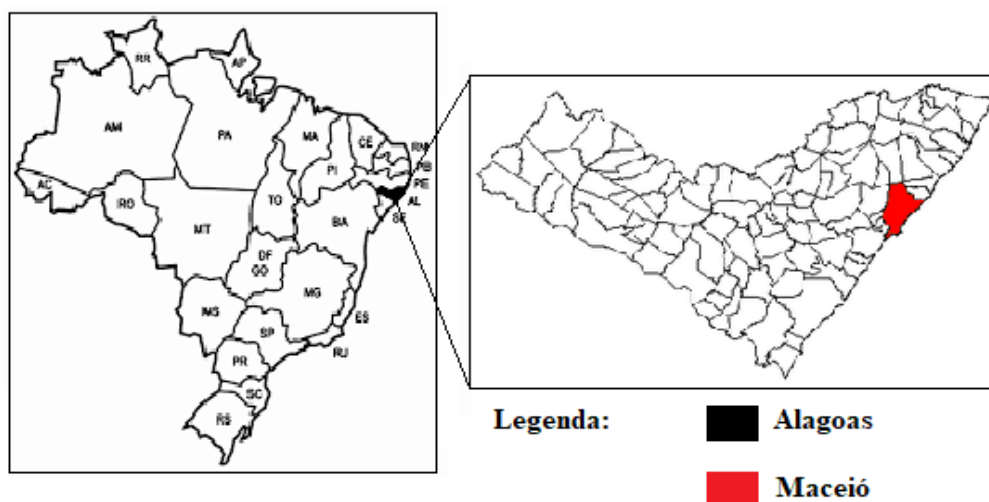 RR
AP
AM
PA
MA
CE
RN
PB
PI
PE
AC
AL
TO
RO
SE
BA
MT
DF
GO
MG
MS
ES
SP
RJ
PR
SC
RS
Legenda:
Alagoas
Maceió